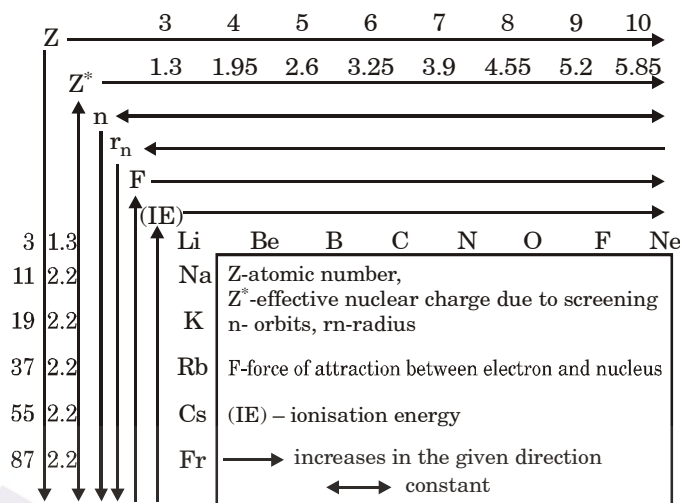 Z 3 4 5 6 7 8 9 10
Z* 1.3 1.95 2.6 3.25 3.9 4.55 5.2 5.85
n
rn
F
(IE)
3 1.3 Li Be B C N O F Ne
11 2.2 Na Z-atomic number,
Z*-effective nuclear charge due to screening
19 2.2 K n- orbits, rn-radius
37 2.2 Rb F-force of attraction between electron and nucleus
55 2.2 Cs (IE) – ionisation energy
87 2.2 Fr increases in the given direction
constant